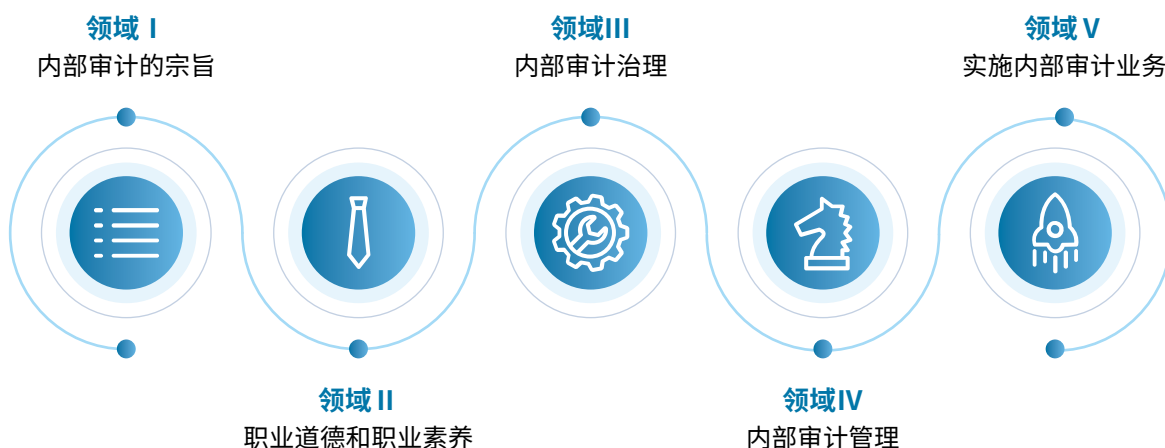 领域 I
内部审计的宗旨
领域 II
职业道德和职业素养
领域III
内部审计治理
领域IV
内部审计管理
领域 V
实施内部审计业务